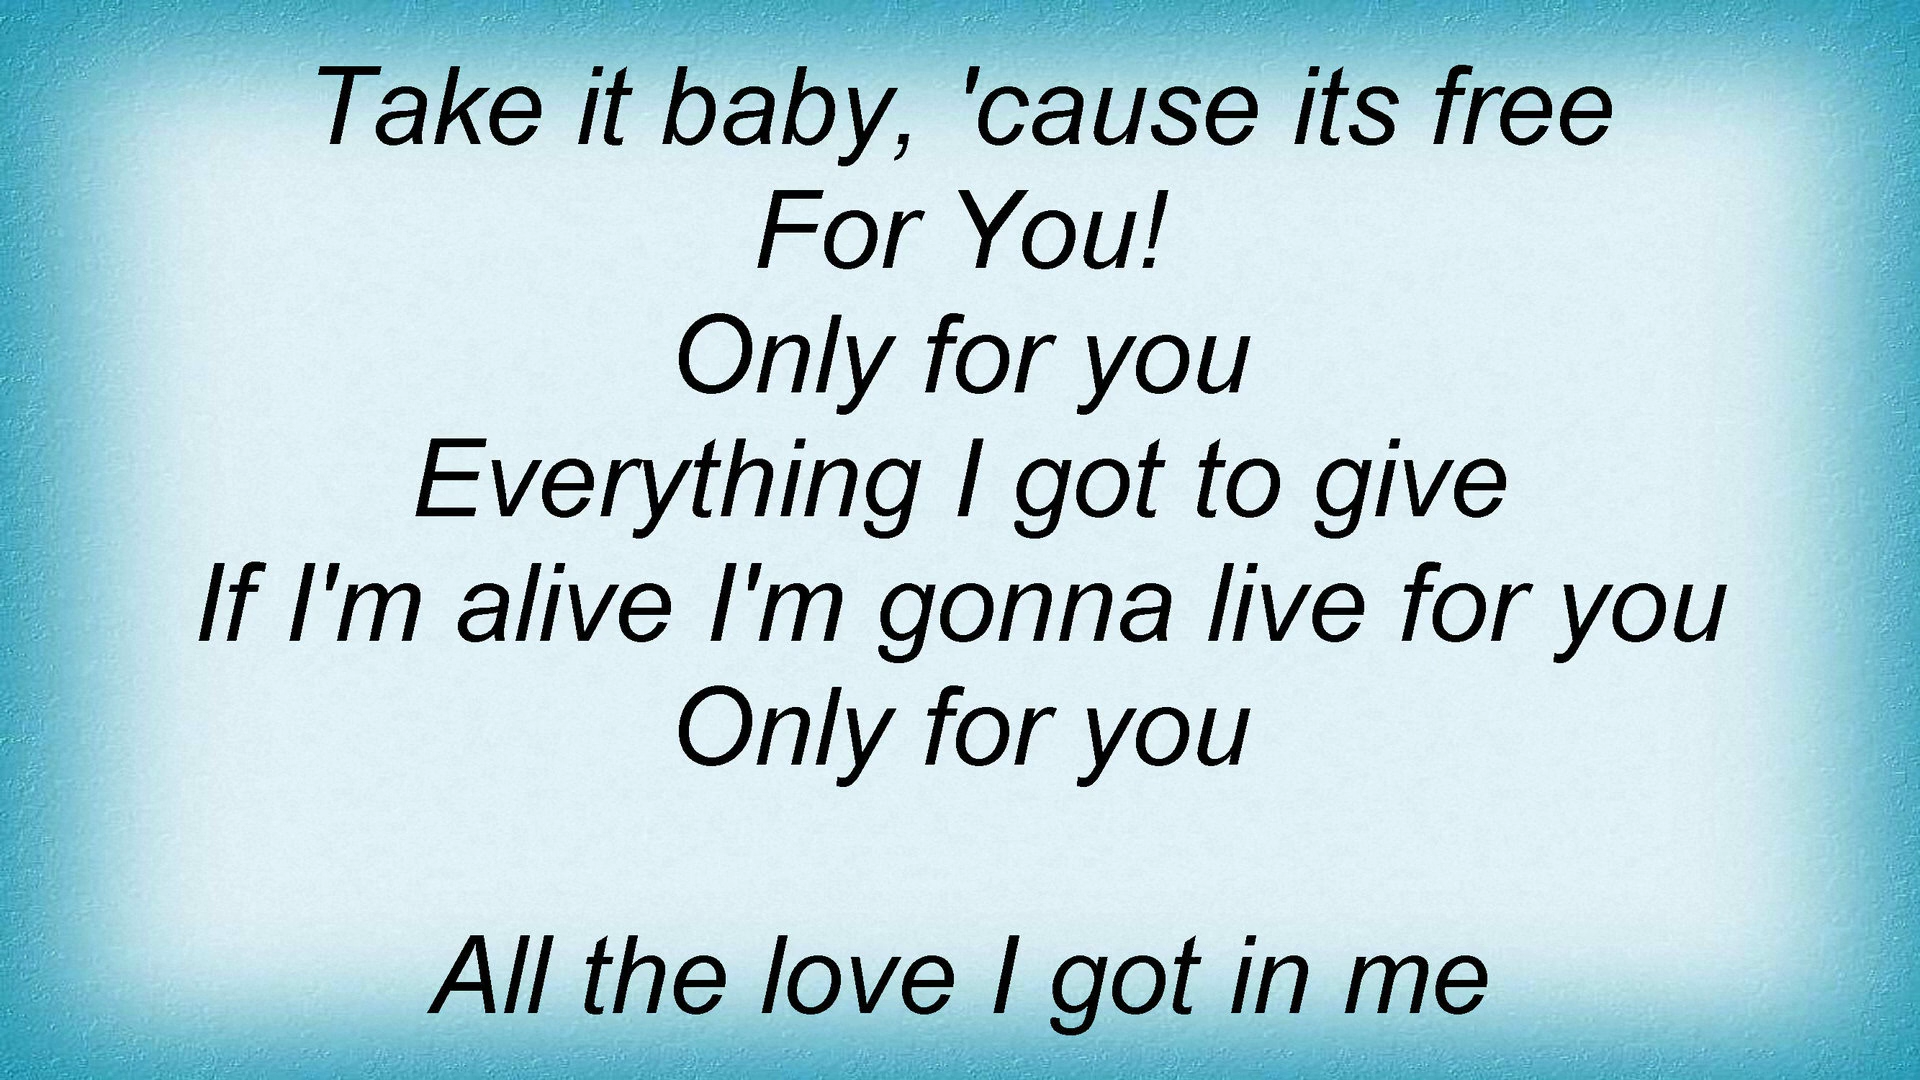 Take it baby, 'cause its free
For You!
Only for you
Everything I got to give
If I'm alive I'm gonna live for you
Only for you
All the love I got in me